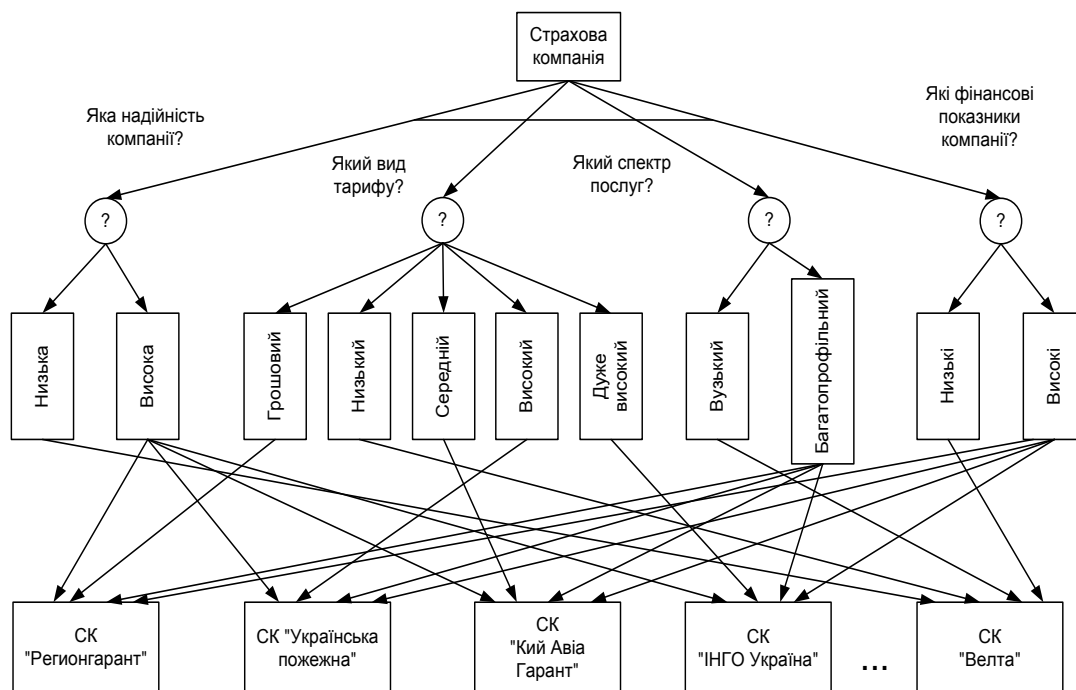 Страхова
компанія
Яка надійність
компанії?
Який вид
тарифу?
Який спектр
послуг?
Які фінансові
показники
компанії?
?
?
?
?
Низька
Висока
Грошовий
Низький
Середній
Високий
Дуже
високий
Вузький
Багатопрофільний
Низькі
Високі
СК
"Регионгарант"
СК "Українська
пожежна"
СК
"Кий Авіа
Гарант"
СК
"ІНГО Україна"
...
СК
"Велта"